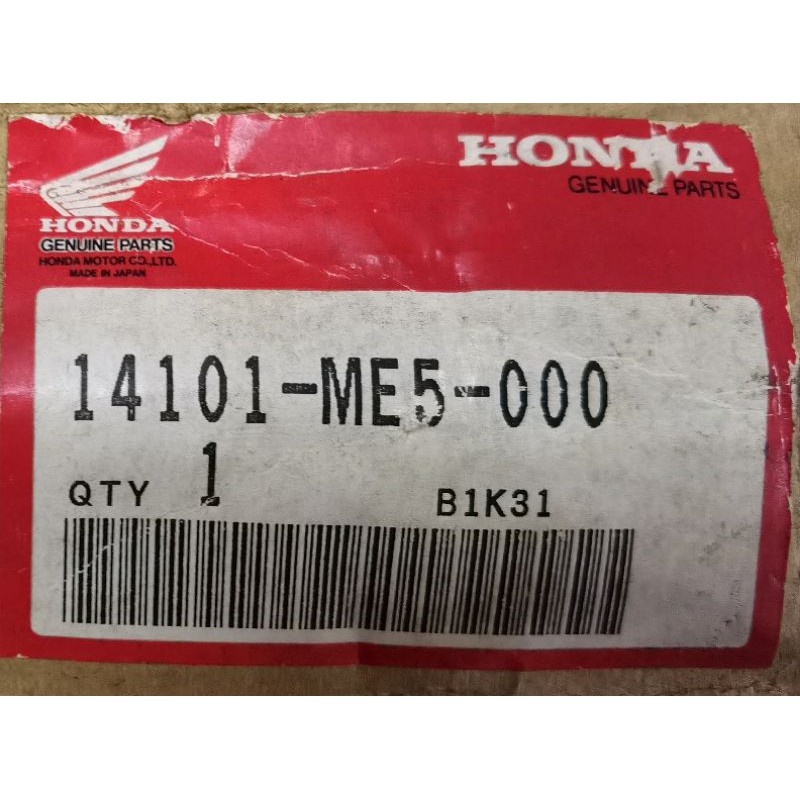 HONDA
GENUINE PARTS
HONDA
GENUINE PARTS
HONDA MOTOR CO.,LTD.
MADE IN JAPAN
14101-ME5-000
QTY 1 B1K31